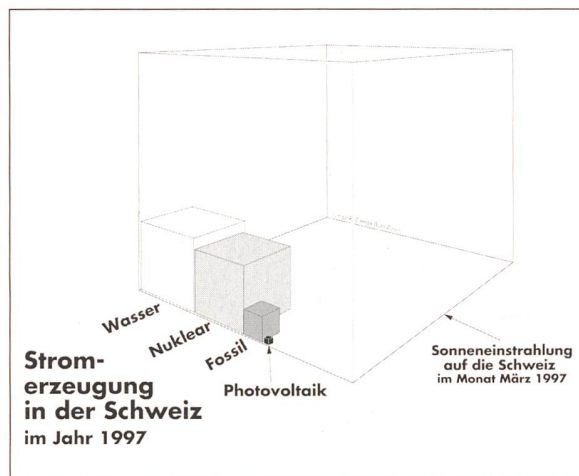 Wasser
Nuklear
Fossil
Photovoltaik
Strom-
erzeugung
in der Schweiz
im Jahr 1997
Sonneneinstrahlung
auf die Schweiz
im Monat März 1997